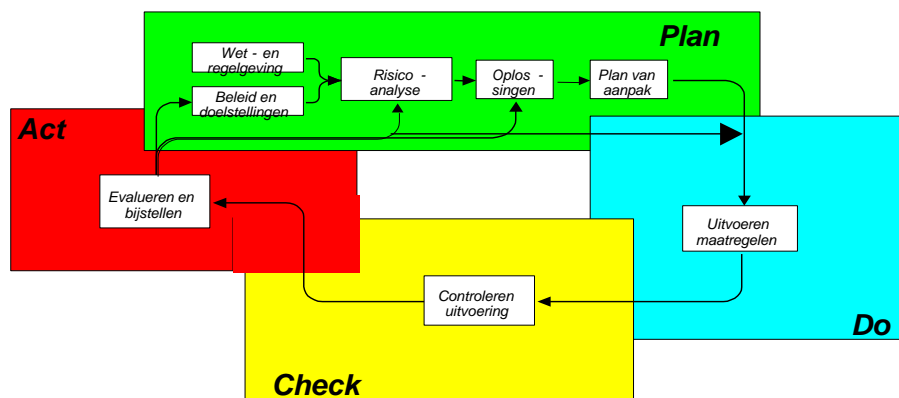 Plan
Wet - en
regelgeving
Risico -
analyse
Oplos -
singen
Plan van
aanpak
Beleid en
doelstellingen
Act
Evalueren en
bijstellen
Uitvoeren
maatregelen
Controleren
uitvoering
Do
Check